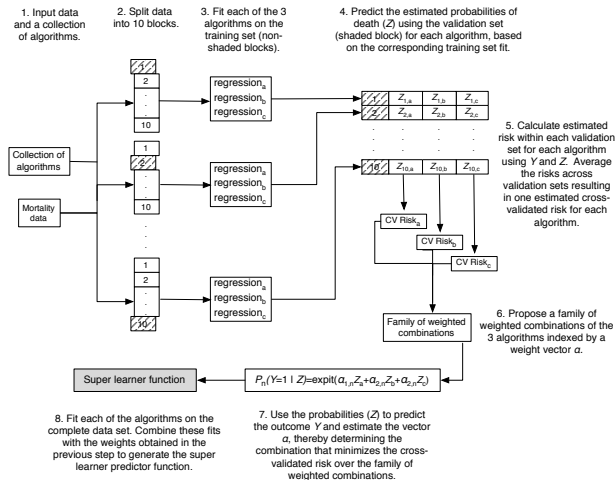 1. Input data
and a collection
of algorithms.
2. Split data
into 10 blocks.
3. Fit each of the 3
algorithms on the
training set (non-
shaded blocks).
4. Predict the estimated probabilities of
death (Z) using the validation set
(shaded block) for each algorithm, based
on the corresponding training set fit.
1
2
.
.
.
10
regression_a
regression_b
regression_c
1 Z_1,a Z_1,b Z_1,c
2 Z_2,a Z_2,b Z_2,c
. . . .
. . . .
. . . .
10 Z_10,a Z_10,b Z_10,c
Collection of
algorithms
Mortality
data
1
2
.
.
10
regression_a
regression_b
regression_c
.
.
.
1
2
.
.
.
10
regression_a
regression_b
regression_c
CV Risk_a
CV Risk_b
CV Risk_c
5. Calculate estimated
risk within each validation
set for each algorithm
using Y and Z. Average
the risks across
validation sets resulting
in one estimated cross-
validated risk for each
algorithm.
Family of weighted
combinations
6. Propose a family of
weighted combinations of the
3 algorithms indexed by a
weight vector α.
Super learner function
P_n(Y=1 | Z)=expit(α_1,n Z_a+α_2,n Z_b+α_2,n Z_c)
8. Fit each of the algorithms on the
complete data set. Combine these fits
with the weights obtained in the
previous step to generate the super
learner predictor function.
7. Use the probabilities (Z) to predict
the outcome Y and estimate the vector
α, thereby determining the
combination that minimizes the cross-
validated risk over the family of
weighted combinations.